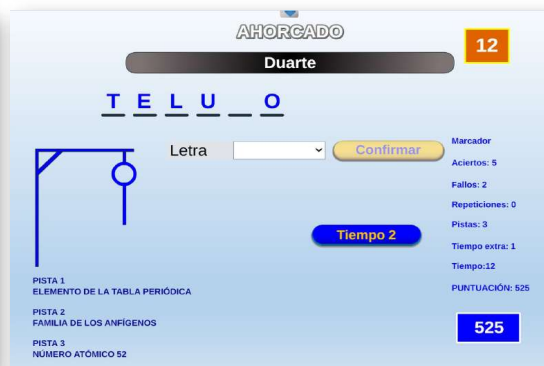 AHORCADO
12
Duarte
T E L U _ O
Letra
Confirmar
Marcador
Aciertos: 5
Fallos: 2
Repeticiones: 0
Pistas: 3
Tiempo extra: 1
Tiempo:12
PUNTUACIÓN: 525
525
Tiempo 2
PISTA 1
ELEMENTO DE LA TABLA PERIÓDICA
PISTA 2
FAMILIA DE LOS ANFÍGENOS
PISTA 3
NÚMERO ATÓMICO 52